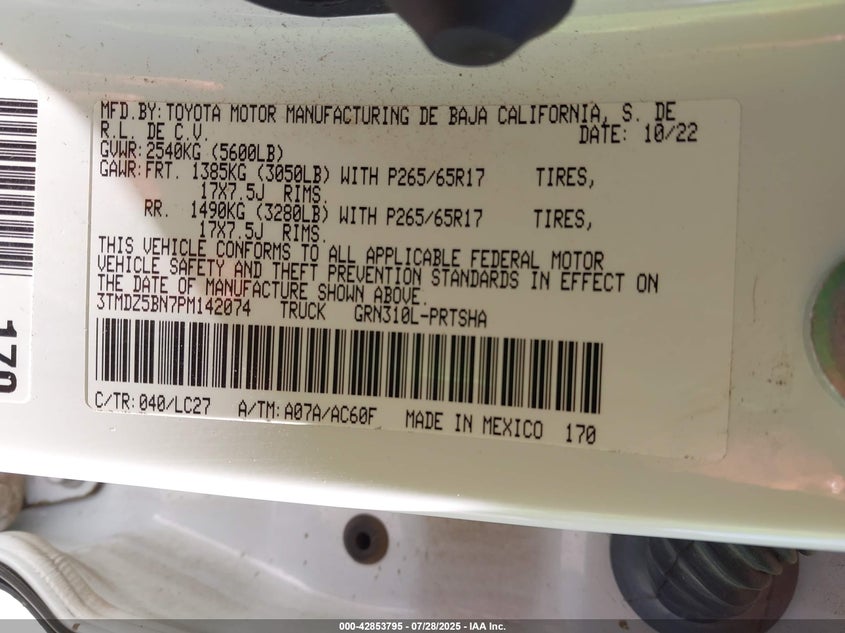 MFD.BY:TOYOTA MOTOR MANUFACTURING DE BAJA CALIFORNIA, S. DE
R.L. DE C.V. DATE: 10/22
GVWR:2540KG (5600LB)
GAWR:FRT. 1385KG (3050LB) WITH P265/65R17 TIRES,
17X7.5J RIMS.
RR. 1490KG (3280LB) WITH P265/65R17 TIRES,
17X7.5J RIMS.
THIS VEHICLE CONFORMS TO ALL APPLICABLE FEDERAL MOTOR
VEHICLE SAFETY AND THEFT PREVENTION STANDARDS IN EFFECT ON
THE DATE OF MANUFACTURE SHOWN ABOVE.
3TMDZ5BN7PM142074 TRUCK GRN310L-PRTSHA
C/TR:040/LC27 A/TM:A07A/AC60F MADE IN MEXICO 170
170
000-42853795 - 07/28/2025 - IAA Inc.